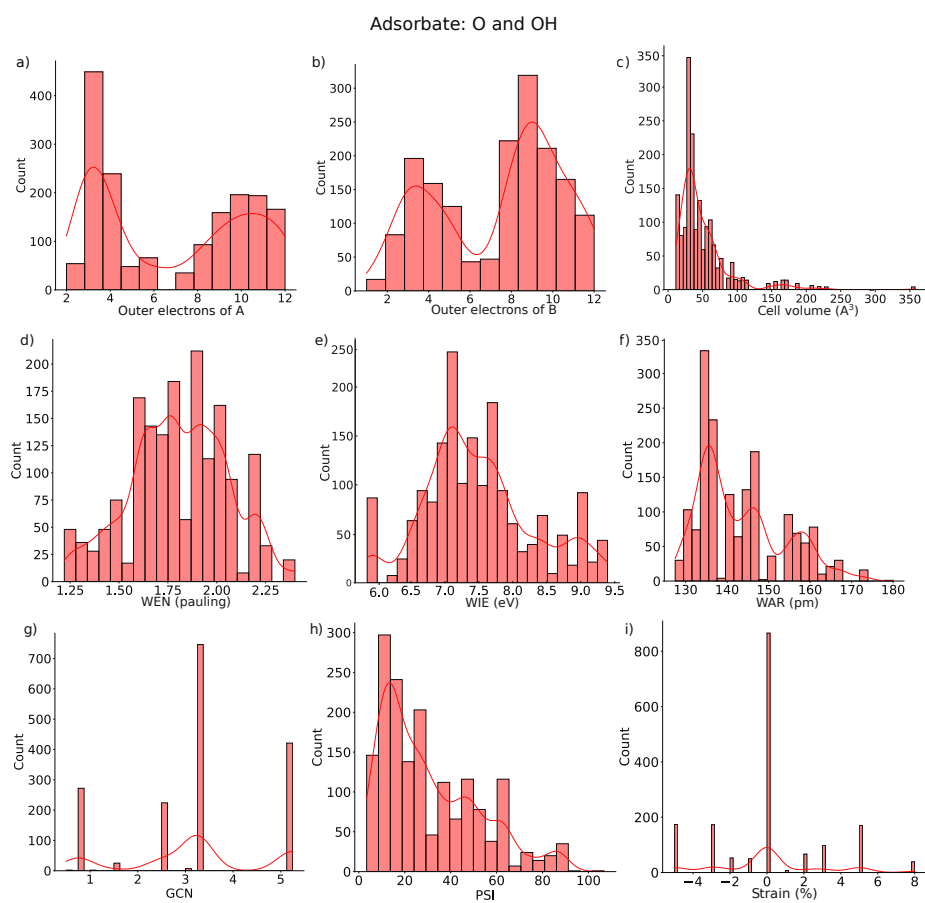 Adsorbate: O and OH
a)
400
300
200
100
0
Count
2 4 6 8 10 12
Outer electrons of A
b)
350
300
250
200
150
100
50
0
Count
2 4 6 8 10 12
Outer electrons of B
c)
350
300
250
200
150
100
50
0
Count
0 50 100 150 200 250 300 350
Cell volume (A³)
d)
200
175
150
125
100
75
50
25
0
Count
1.25 1.50 1.75 2.00 2.25
WEN (pauling)
e)
250
200
150
100
50
0
Count
6.0 6.5 7.0 7.5 8.0 8.5 9.0 9.5
WIE (eV)
f)
350
300
250
200
150
100
50
0
Count
130 140 150 160 170 180
WAR (pm)
g)
700
600
500
400
300
200
100
0
Count
1 2 3 4 5
GCN
h)
300
250
200
150
100
50
0
Count
0 20 40 60 80 100
PSI
i)
800
600
400
200
0
Count
−4 −2 0 2 4 6 8
Strain (%)